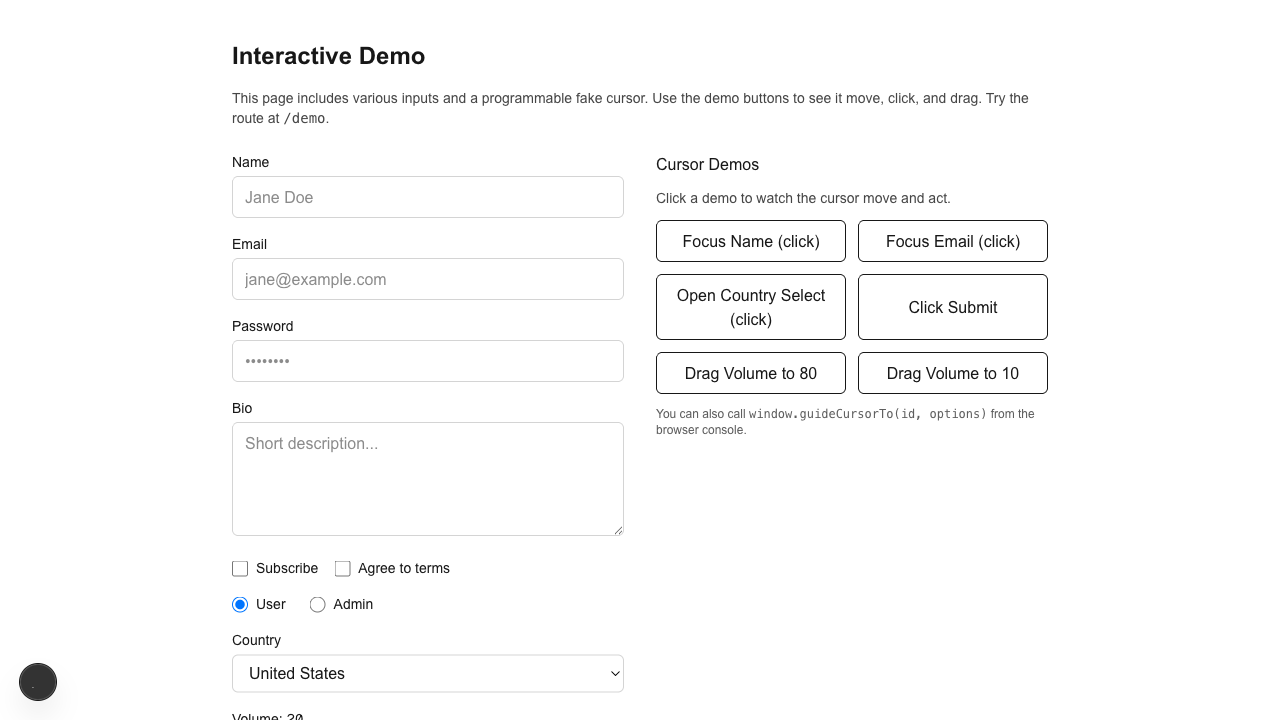 Interactive Demo
This page includes various inputs and a programmable fake cursor. Use the demo buttons to see it move, click, and drag. Try the
route at /demo.
Name
Jane Doe
Email
jane@example.com
Password
••••••••
Bio
Short description...
Subscribe
Agree to terms
User
Admin
Country
United States
Volume: 20
Cursor Demos
Click a demo to watch the cursor move and act.
Focus Name (click)
Focus Email (click)
Open Country Select
(click)
Click Submit
Drag Volume to 80
Drag Volume to 10
You can also call window.guideCursorTo(id, options) from the
browser console.